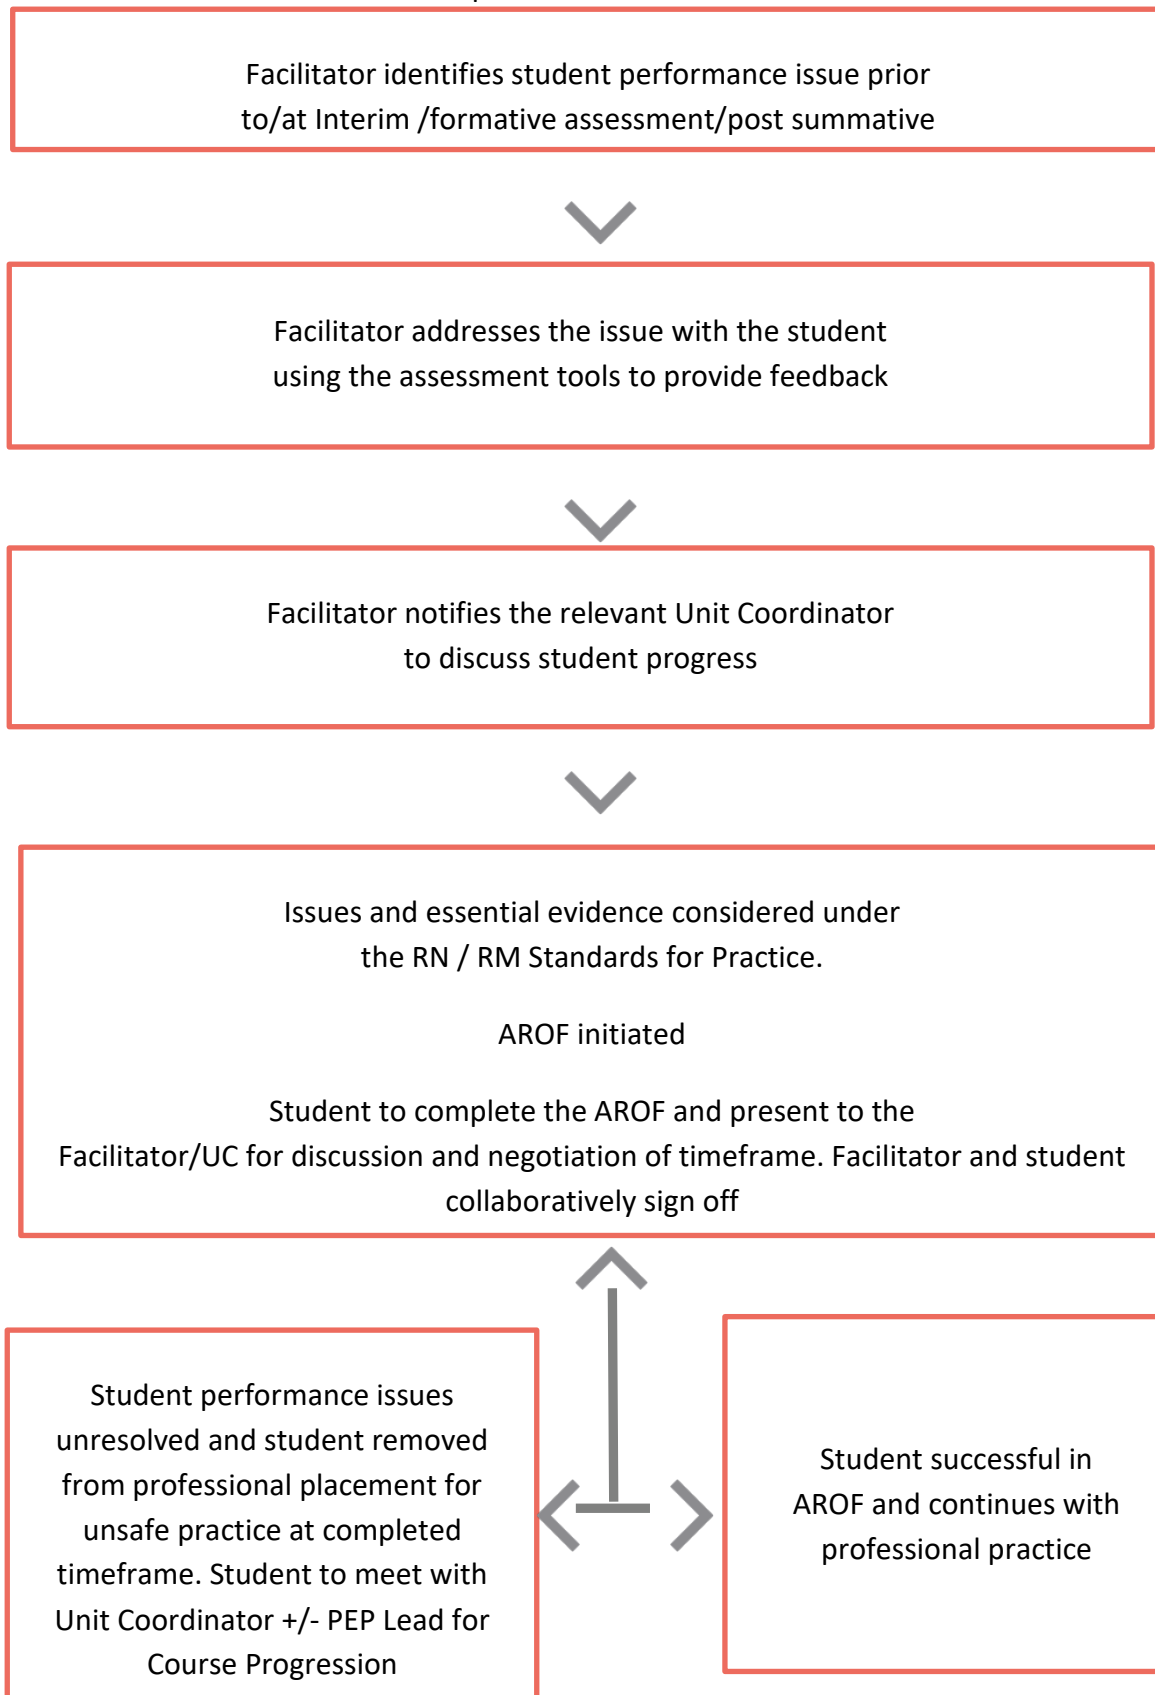 Facilitator identifies student performance issue prior
to/at Interim /formative assessment/post summative
Facilitator addresses the issue with the student
using the assessment tools to provide feedback
Facilitator notifies the relevant Unit Coordinator
to discuss student progress
Issues and essential evidence considered under
the RN / RM Standards for Practice.
AROF initiated
Student to complete the AROF and present to the
Facilitator/UC for discussion and negotiation of timeframe. Facilitator and student
collaboratively sign off
Student performance issues
unresolved and student removed
from professional placement for
unsafe practice at completed
timeframe. Student to meet with
Unit Coordinator +/- PEP Lead for
Course Progression
Student successful in
AROF and continues with
professional practice